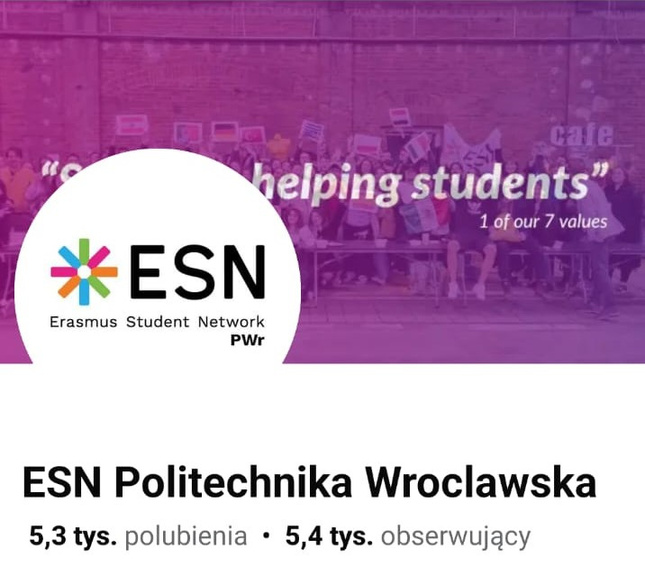 cafe
helping students”
1 of our 7 values
ESN
Erasmus Student Network
PWr
ESN Politechnika Wroclawska
5,3 tys. polubienia • 5,4 tys. obserwujący